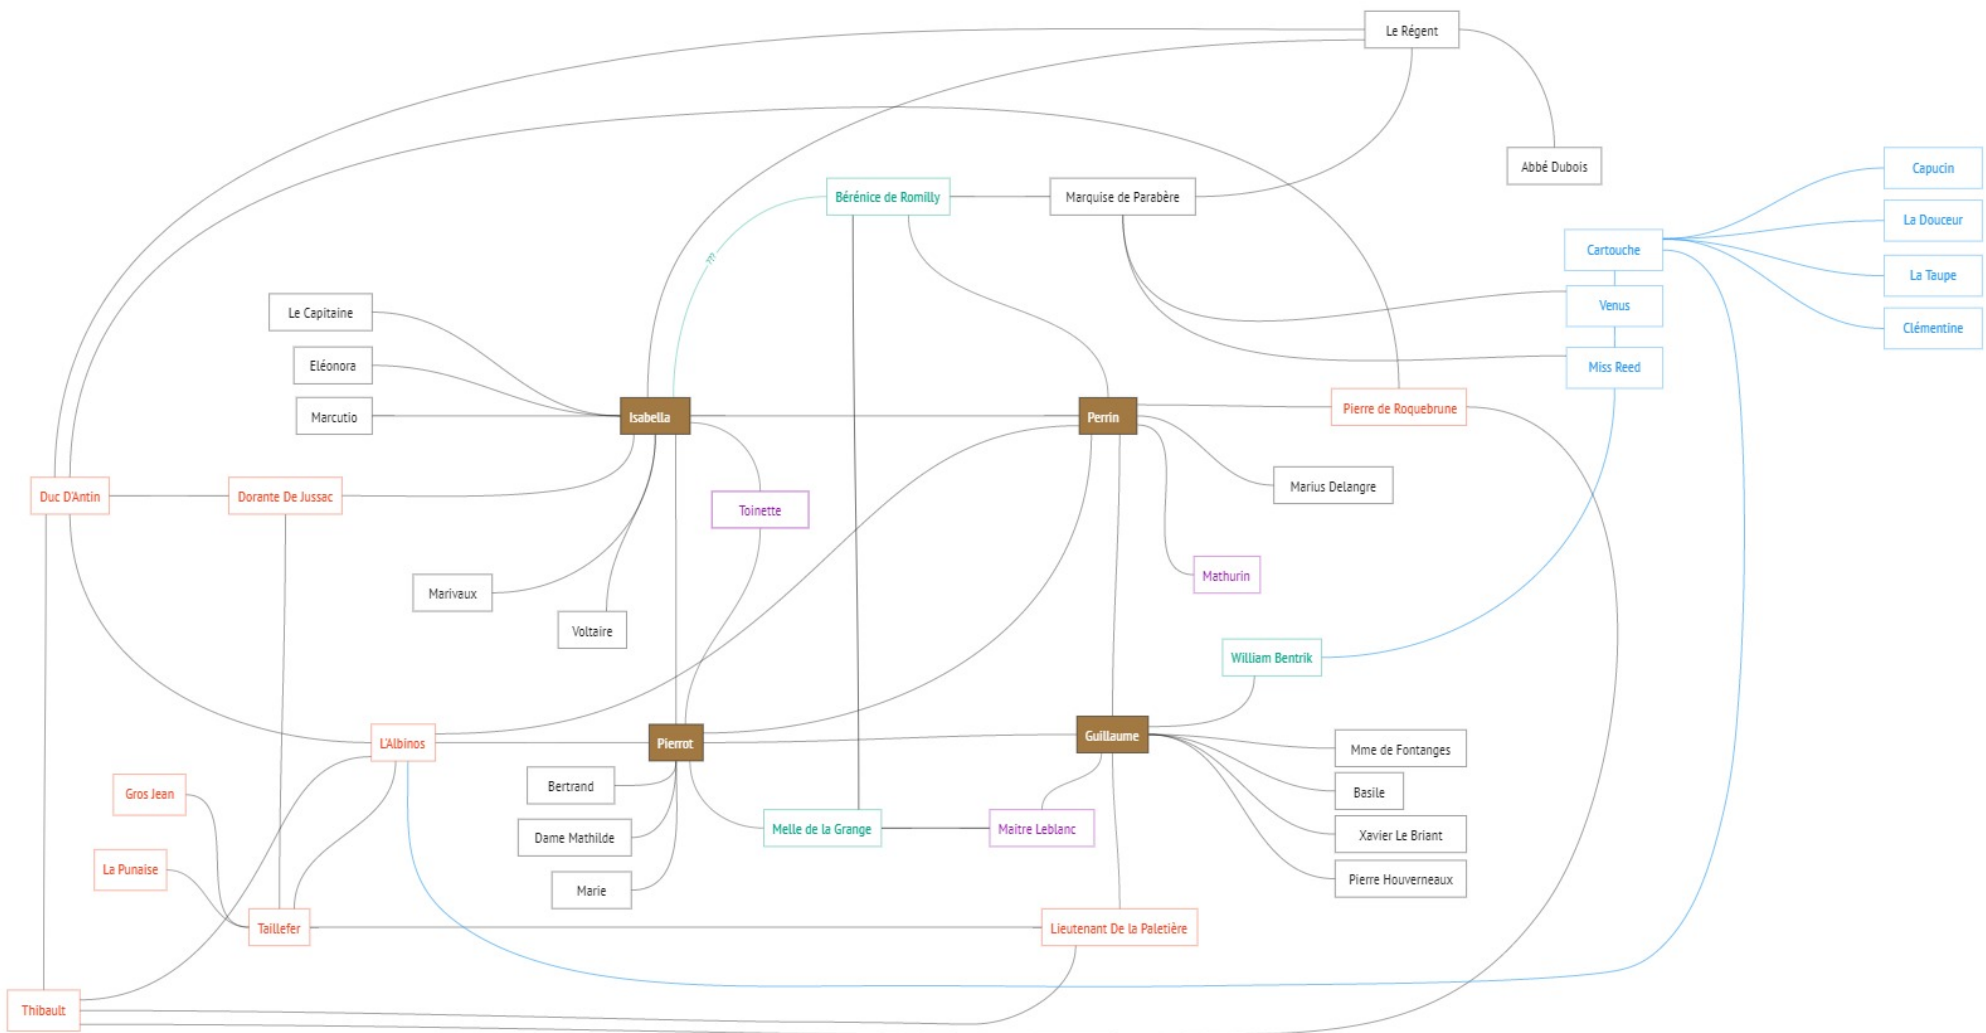 Le Régent
Abbé Dubois
Capucin
Bérénice de Romilly
Marquise de Parabère
La Douceur
Cartouche
???
La Taupe
Venus
Le Capitaine
Clémentine
Eléonora
Miss Reed
Marcutio
Isabella
Perrin
Pierre de Roquebrune
Duc D'Antin
Dorante De Jussac
Marius Delangre
Toinette
Mathurin
Marivaux
Voltaire
William Bentrik
L'Albinos
Pierrot
Guillaume
Mme de Fontanges
Gros Jean
Bertrand
Basile
Dame Mathilde
Melle de la Grange
Maitre Leblanc
Xavier Le Briant
La Punaise
Marie
Pierre Houverneaux
Taillefer
Lieutenant De la Paletière
Thibault